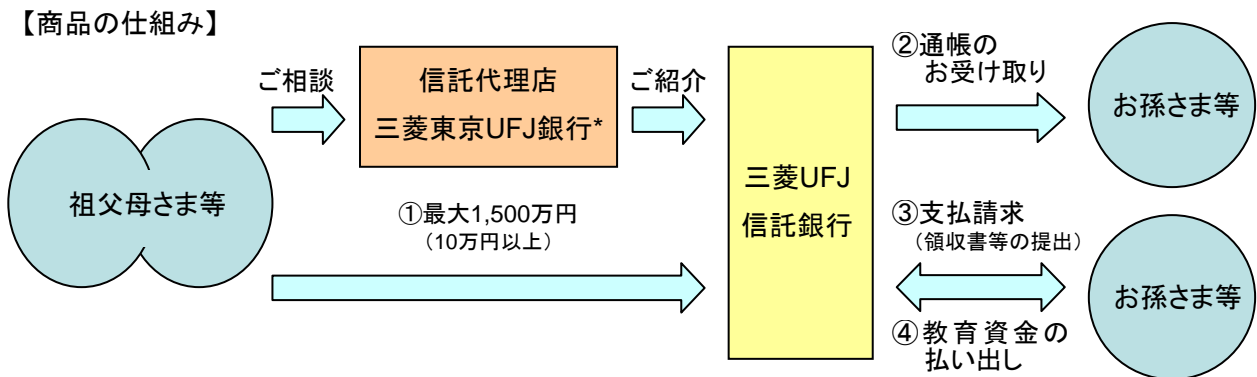 【商品の仕組み】
ご相談
信託代理店
三菱東京UFJ銀行*
ご紹介
②通帳の
お受け取り
お孫さま等
祖父母さま等
①最大1,500万円
（10万円以上）
三菱UFJ
信託銀行
③支払請求
（領収書等の提出）
お孫さま等
④教育資金の
払い出し